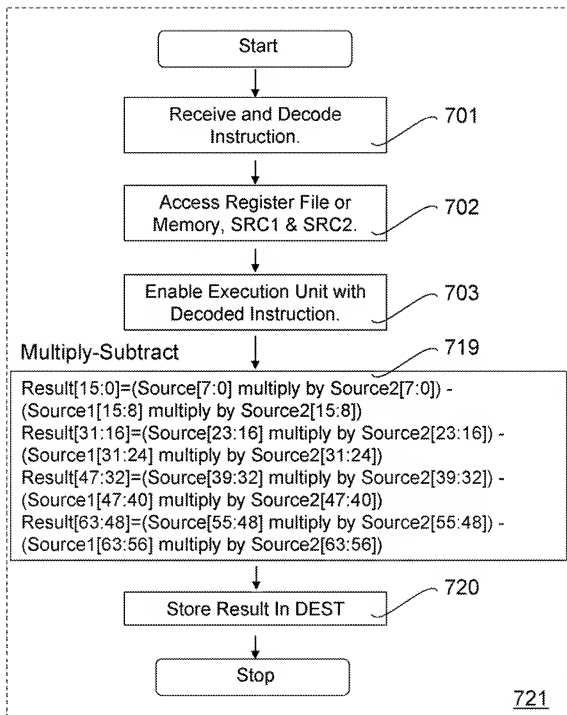 Start
Receive and Decode
Instruction.
701
Access Register File or
Memory, SRC1 & SRC2.
702
Enable Execution Unit with
Decoded Instruction.
703
Multiply-Subtract
719
Result[15:0]=(Source[7:0] multiply by Source2[7:0]) -
(Source1[15:8] multiply by Source2[15:8])
Result[31:16]=(Source[23:16] multiply by Source2[23:16]) -
(Source1[31:24] multiply by Source2[31:24])
Result[47:32]=(Source[39:32] multiply by Source2[39:32]) -
(Source1[47:40] multiply by Source2[47:40])
Result[63:48]=(Source[55:48] multiply by Source2[55:48]) -
(Source1[63:56] multiply by Source2[63:56])
Store Result In DEST
720
Stop
721